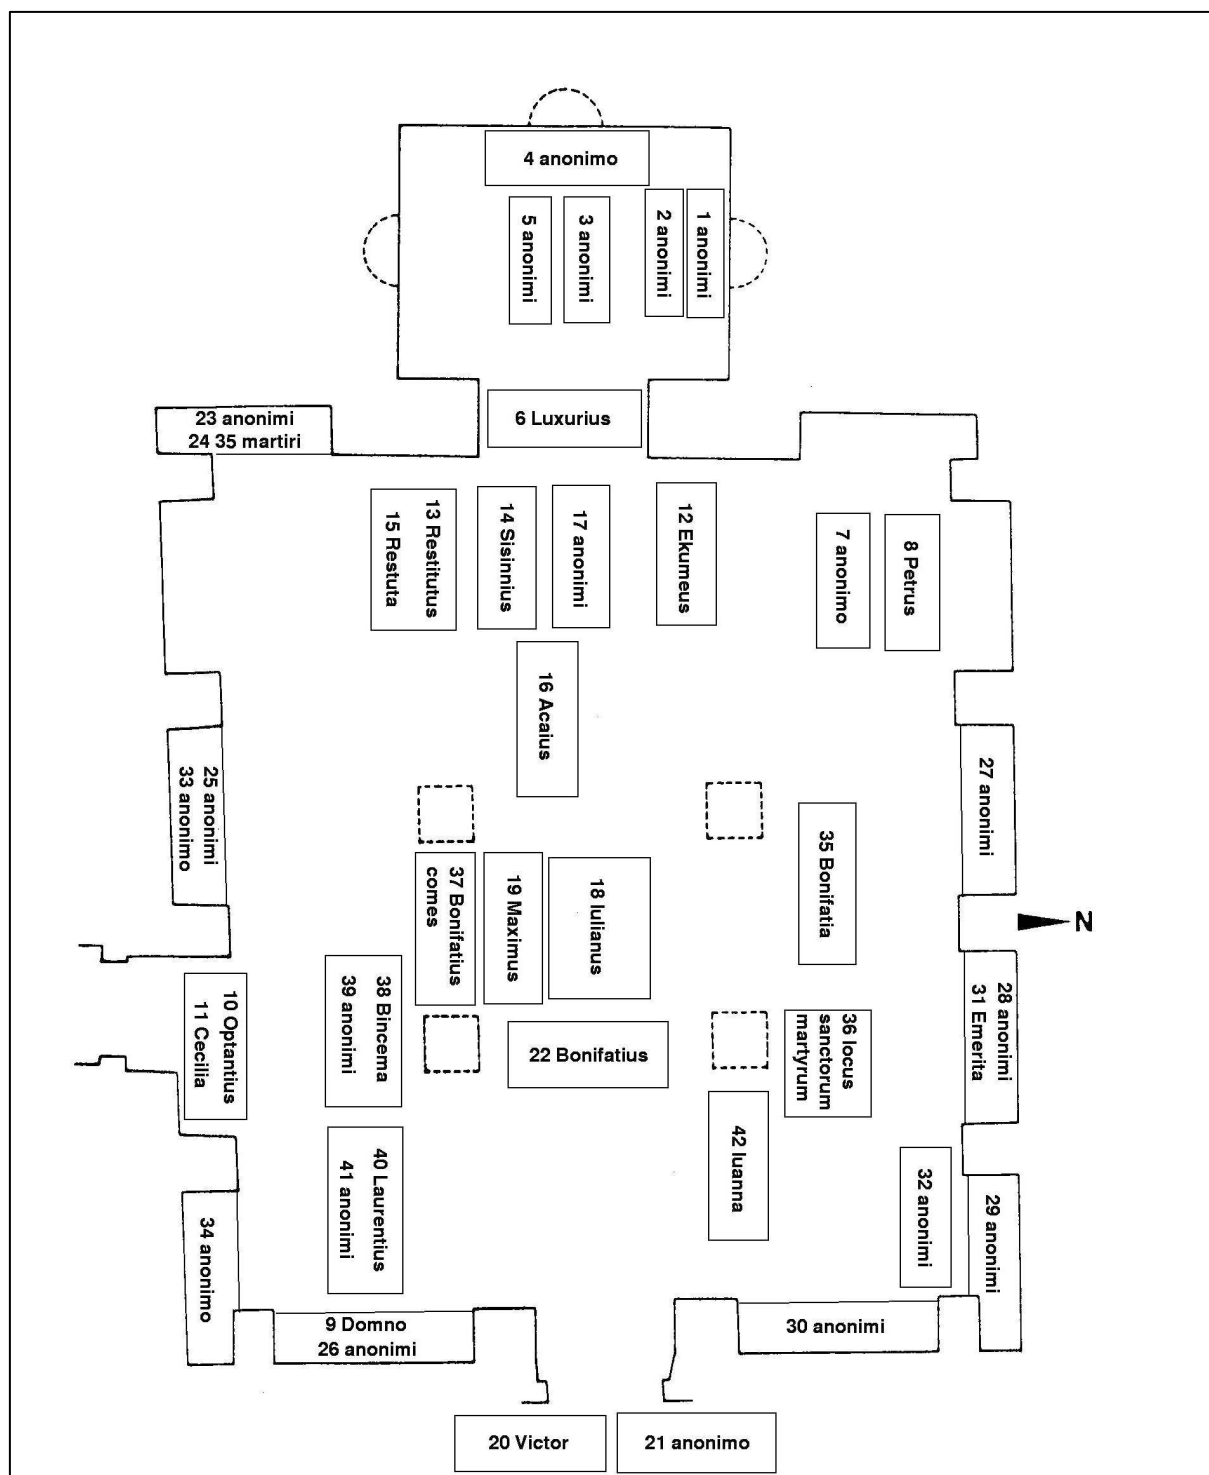 4 anonimo
5 anonimi
3 anonimi
2 anonimi
1 anonimi
23 anonimi
24 35 martiri
6 Luxurius
13 Restitutus
15 Restuta
14 Sisinnius
17 anonimi
12 Ekumeus
7 anonimo
8 Petrus
16 Acaius
25 anonimi
33 anonimo
27 anonimi
35 Bonifatia
37 Bonifatius
comes
19 Maximus
18 Iulianus
N
10 Optantius
11 Cecilia
38 Bincema
39 anonimi
22 Bonifatius
36 locus
sanctorum
martyrum
28 anonimi
31 Emerita
40 Laurentius
41 anonimi
42 Iuanna
32 anonimi
29 anonimi
34 anonimo
9 Domno
26 anonimi
30 anonimi
20 Victor
21 anonimo